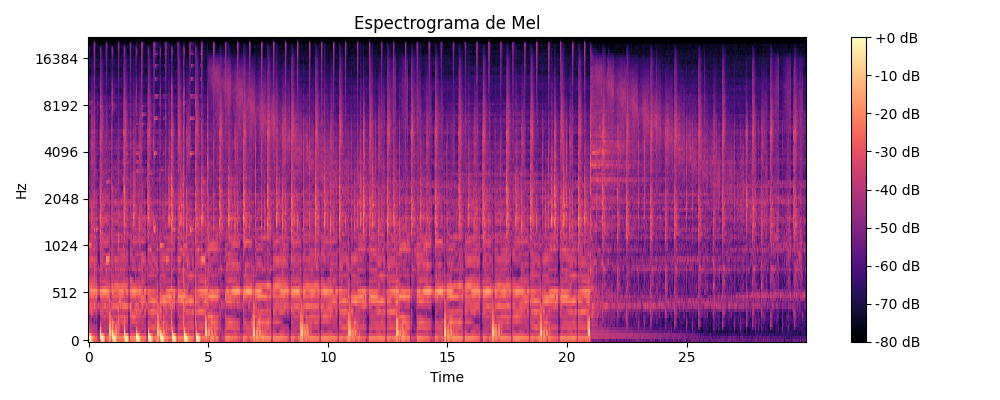 Espectrograma de Mel
16384
8192
4096
2048
1024
512
0
Hz
0 5 10 15 20 25
Time
+0 dB
-10 dB
-20 dB
-30 dB
-40 dB
-50 dB
-60 dB
-70 dB
-80 dB